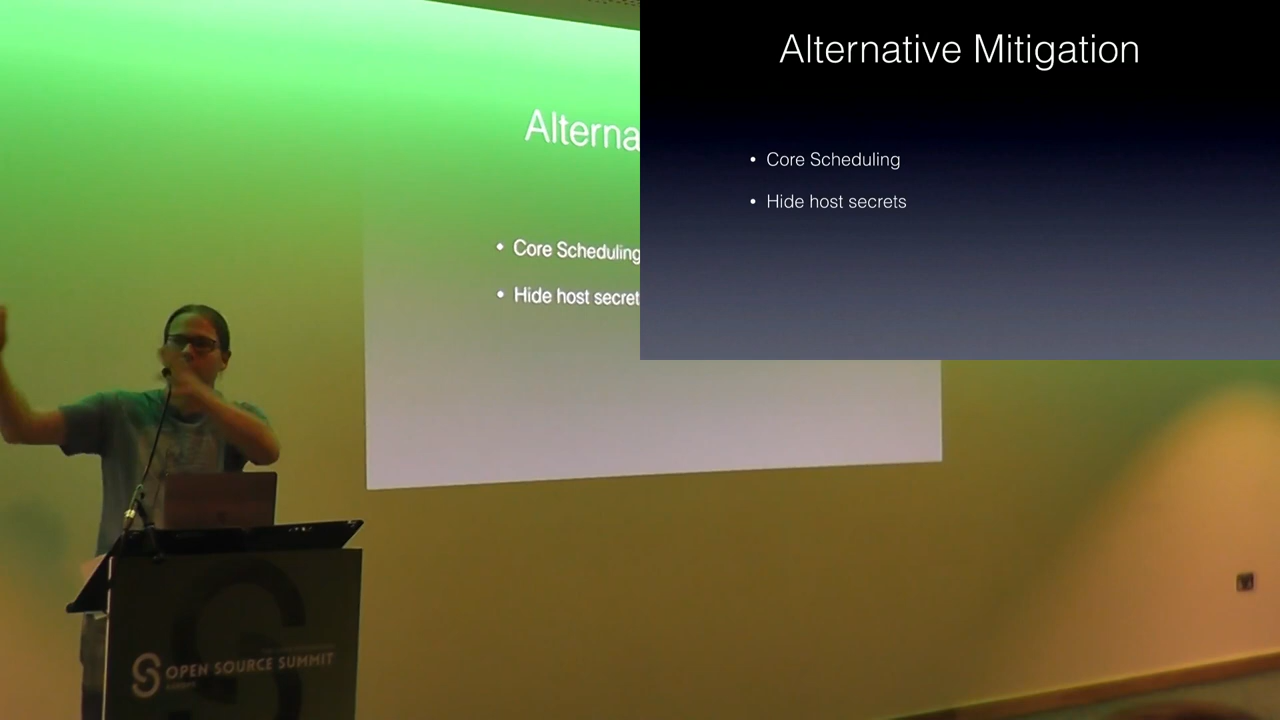 Alternative Mitigation
• Core Scheduling
• Hide host secrets
Alterna
• Core Scheduling
• Hide host secret
OPEN SOURCE SUMMIT